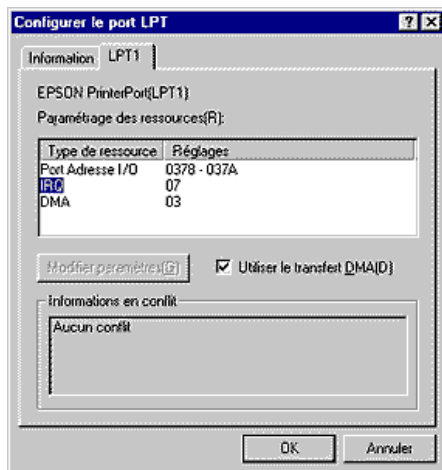 Configurer le port LPT
Information LPT1
EPSON PrinterPort(LPT1)
Paramétrage des ressources(R):
Type de ressource Réglages
Port Adresse I/O 0378 - 037A
IRQ 07
DMA 03
Modifier paramètres(G) Utiliser le transfert DMA(D)
Informations en conflit
Aucun conflit
OK Annuler